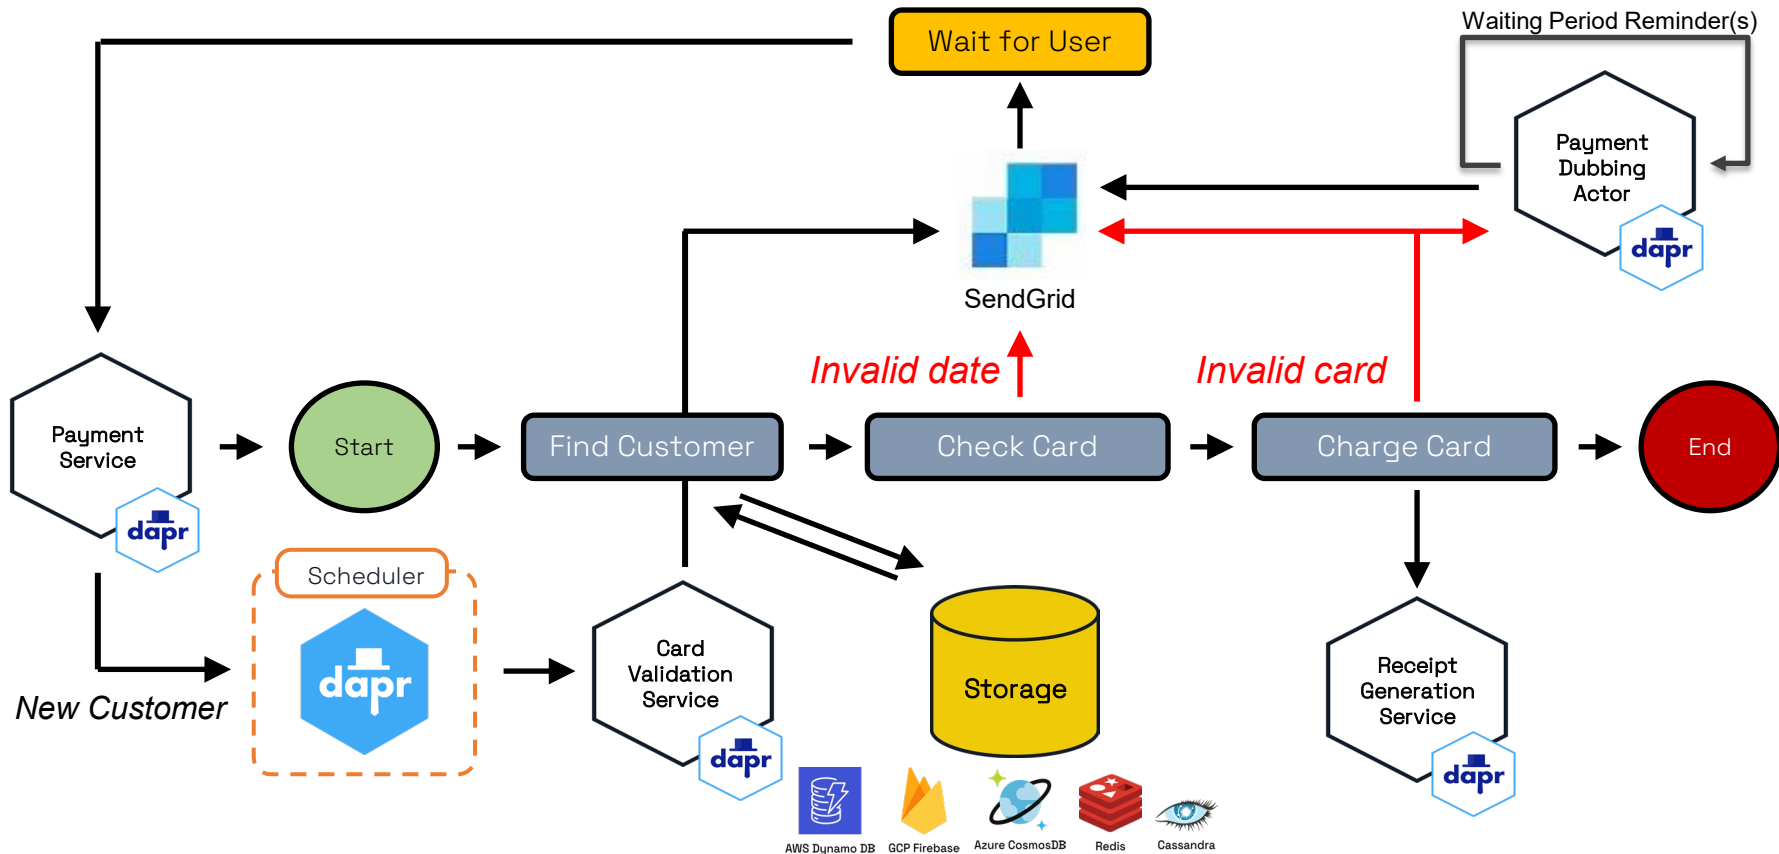 Wait for User
Waiting Period Reminder(s)
Payment
Dubbing
Actor
dapr
SendGrid
Invalid date
Invalid card
Payment
Service
dapr
Start
Find Customer
Check Card
Charge Card
End
Scheduler
dapr
New Customer
Card
Validation
Service
dapr
Storage
Receipt
Generation
Service
dapr
AWS Dynamo DB
GCP Firebase
Azure CosmosDB
Redis
Cassandra